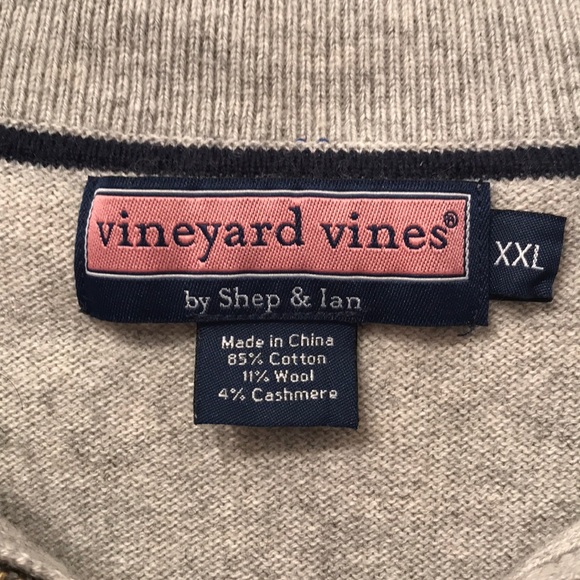 vineyard vines®
by Shep & Ian
XXL
Made in China
85% Cotton
11% Wool
4% Cashmere